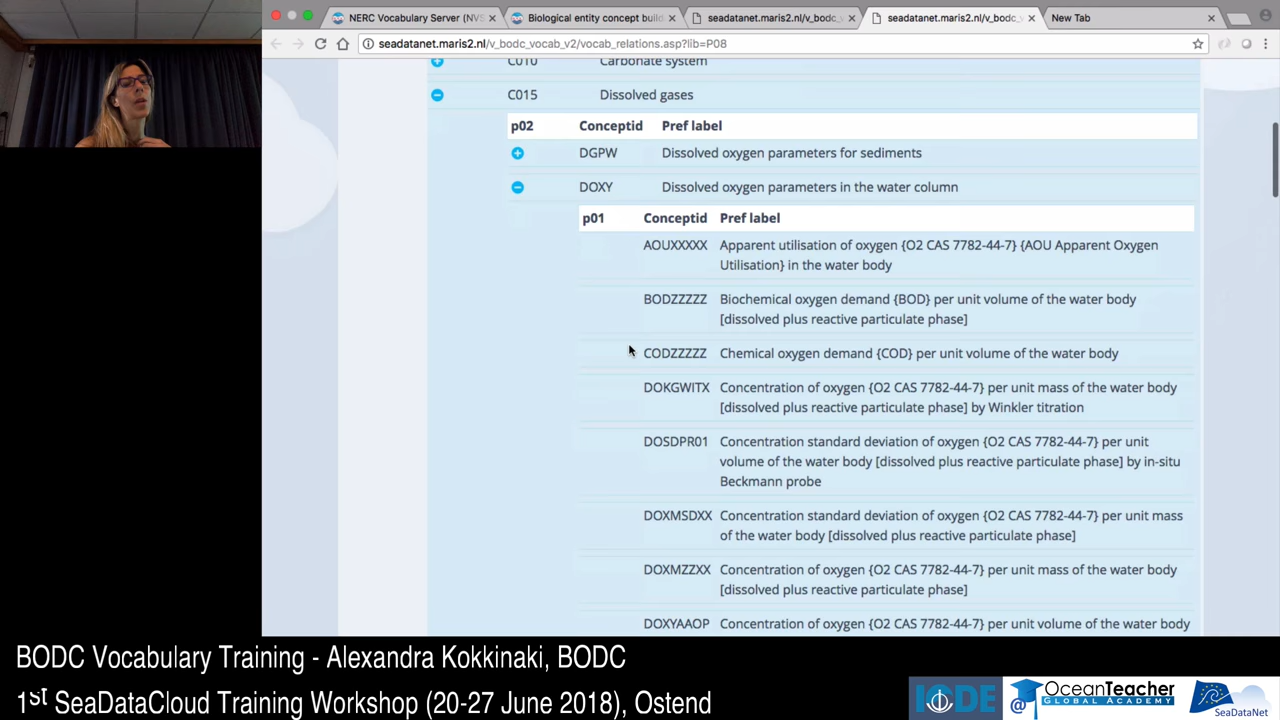 NERC Vocabulary Server (NVS
Biological entity concept build
seadatanet.maris2.nl/v_bodc_v
seadatanet.maris2.nl/v_bodc_v
New Tab
seadatanet.maris2.nl/v_bodc_vocab_v2/vocab_relations.asp?lib=P08
C010 Carbonate system
C015 Dissolved gases
p02 Conceptid Pref label
DGPW Dissolved oxygen parameters for sediments
DOXY Dissolved oxygen parameters in the water column
p01 Conceptid Pref label
AOUXXXXX Apparent utilisation of oxygen {O2 CAS 7782-44-7} {AOU Apparent Oxygen
Utilisation} in the water body
BODZZZZZ Biochemical oxygen demand {BOD} per unit volume of the water body
[dissolved plus reactive particulate phase]
CODZZZZZ Chemical oxygen demand {COD} per unit volume of the water body
DOKGWITX Concentration of oxygen {O2 CAS 7782-44-7} per unit mass of the water body
[dissolved plus reactive particulate phase] by Winkler titration
DOSDPR01 Concentration standard deviation of oxygen {O2 CAS 7782-44-7} per unit
volume of the water body [dissolved plus reactive particulate phase] by in-situ
Beckmann probe
DOXMSDXX Concentration standard deviation of oxygen {O2 CAS 7782-44-7} per unit mass
of the water body [dissolved plus reactive particulate phase]
DOXMZZXX Concentration of oxygen {O2 CAS 7782-44-7} per unit mass of the water body
[dissolved plus reactive particulate phase]
DOXYAAOP Concentration of oxygen {O2 CAS 7782-44-7} per unit volume of the water body
BODC Vocabulary Training - Alexandra Kokkinaki, BODC
1st SeaDataCloud Training Workshop (20-27 June 2018), Ostend
IODE
@ OceanTeacher
GLOBAL ACADEMY
SeaDataNet